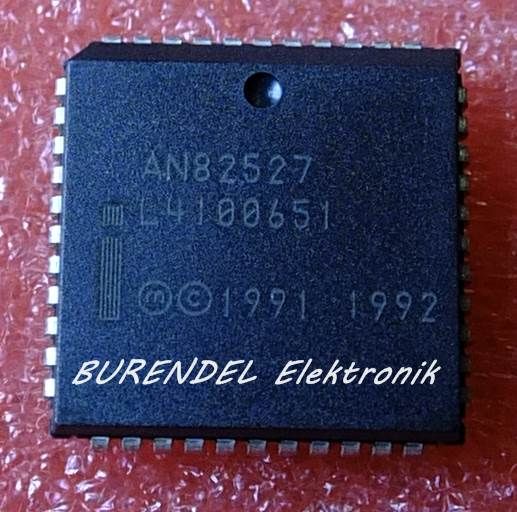 AN82527
L4100651
ⓜ © 1991 1992
BURENDEL Elektronik